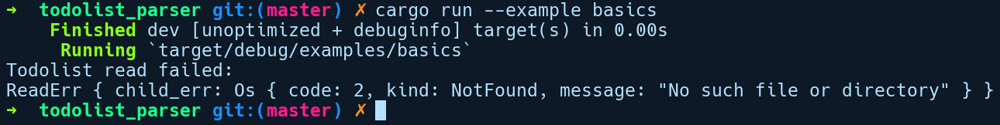 ➜  todolist_parser git:(master) ✗ cargo run --example basics
    Finished dev [unoptimized + debuginfo] target(s) in 0.00s
     Running `target/debug/examples/basics`
Todolist read failed:
ReadErr { child_err: Os { code: 2, kind: NotFound, message: "No such file or directory" } }
➜  todolist_parser git:(master) ✗